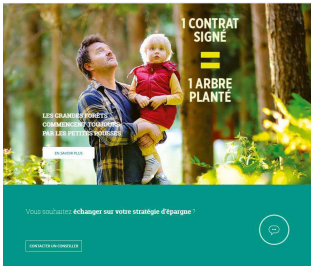 1 CONTRAT
SIGNÉ
=
1 ARBRE
PLANTÉ
LES GRANDES FORÊTS
COMMENCENT TOUJOURS
PAR LES PETITES POUSSES
EN SAVOIR PLUS
Vous souhaitez échanger sur votre stratégie d'épargne ?
CONTACTER UN CONSEILLER